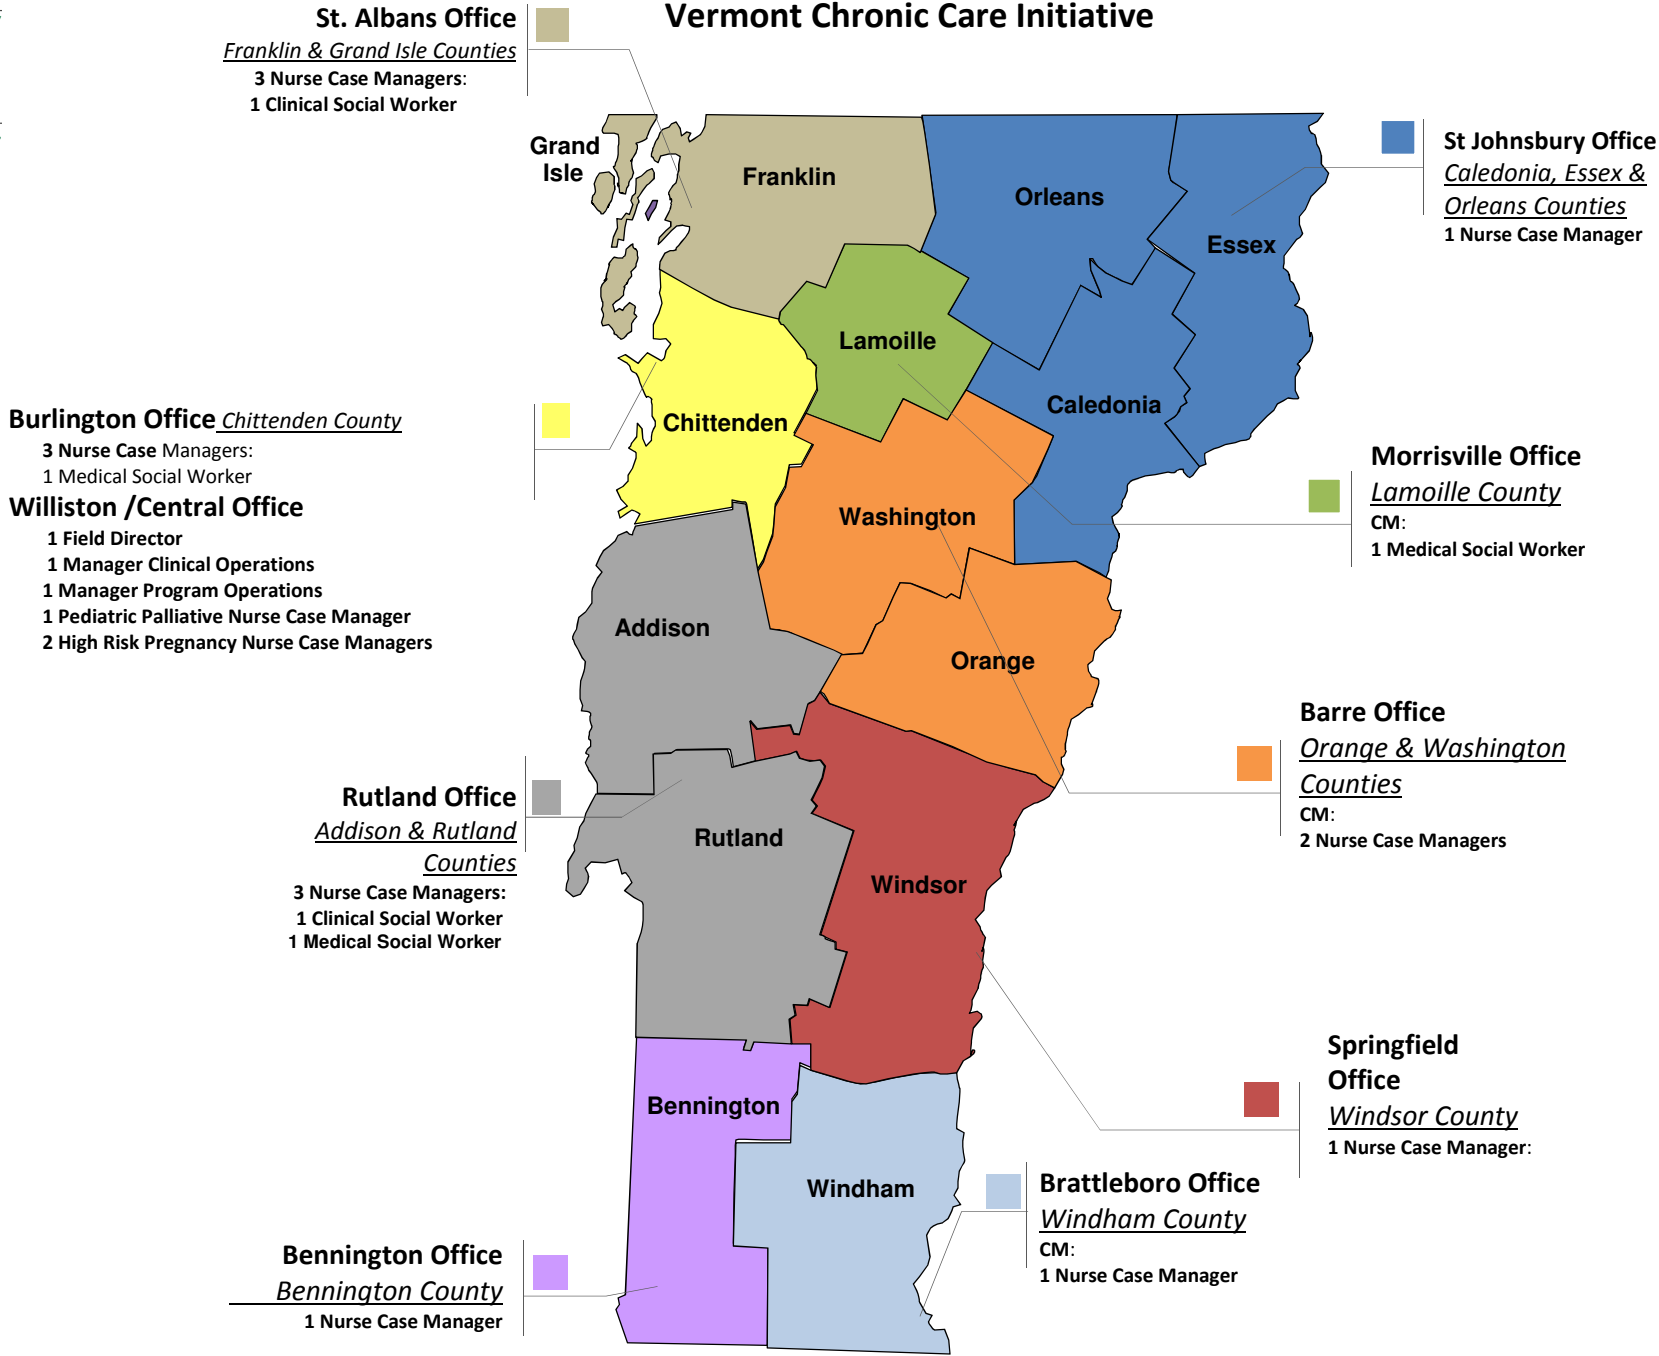 Vermont Chronic Care Initiative
St. Albans Office
Franklin & Grand Isle Counties
3 Nurse Case Managers:
1 Clinical Social Worker
Grand
Isle
Franklin
Orleans
Essex
St Johnsbury Office
Caledonia, Essex &
Orleans Counties
1 Nurse Case Manager
Lamoille
Caledonia
Chittenden
Burlington Office Chittenden County
3 Nurse Case Managers:
1 Medical Social Worker
Williston /Central Office
1 Field Director
1 Manager Clinical Operations
1 Manager Program Operations
1 Pediatric Palliative Nurse Case Manager
2 High Risk Pregnancy Nurse Case Managers
Morrisville Office
Lamoille County
CM:
1 Medical Social Worker
Washington
Addison
Orange
Barre Office
Orange & Washington
Counties
CM:
2 Nurse Case Managers
Rutland Office
Addison & Rutland
Counties
3 Nurse Case Managers:
1 Clinical Social Worker
1 Medical Social Worker
Rutland
Windsor
Springfield
Office
Windsor County
1 Nurse Case Manager:
Bennington
Windham
Brattleboro Office
Windham County
CM:
1 Nurse Case Manager
Bennington Office
Bennington County
1 Nurse Case Manager